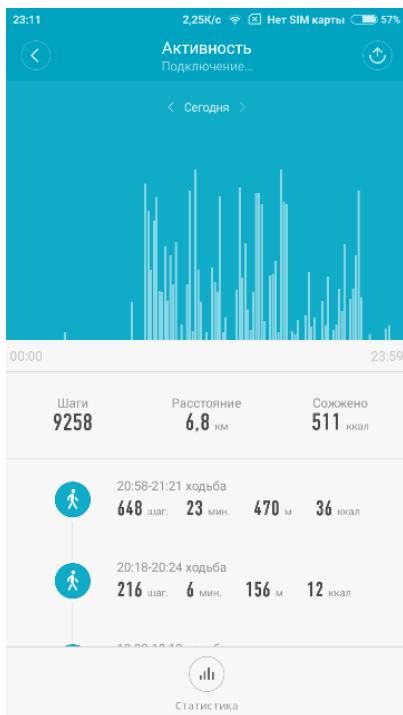 23:11 2,25K/c Нет SIM карты 57%
Активность
Подключение...
Сегодня
00:00 23:59
Шаги Расстояние Сожжено
9258 6,8 км 511 ккал
20:58-21:21 ходьба
648 шаг. 23 мин. 470 м 36 ккал
20:18-20:24 ходьба
216 шаг. 6 мин. 156 м 12 ккал
Статистика